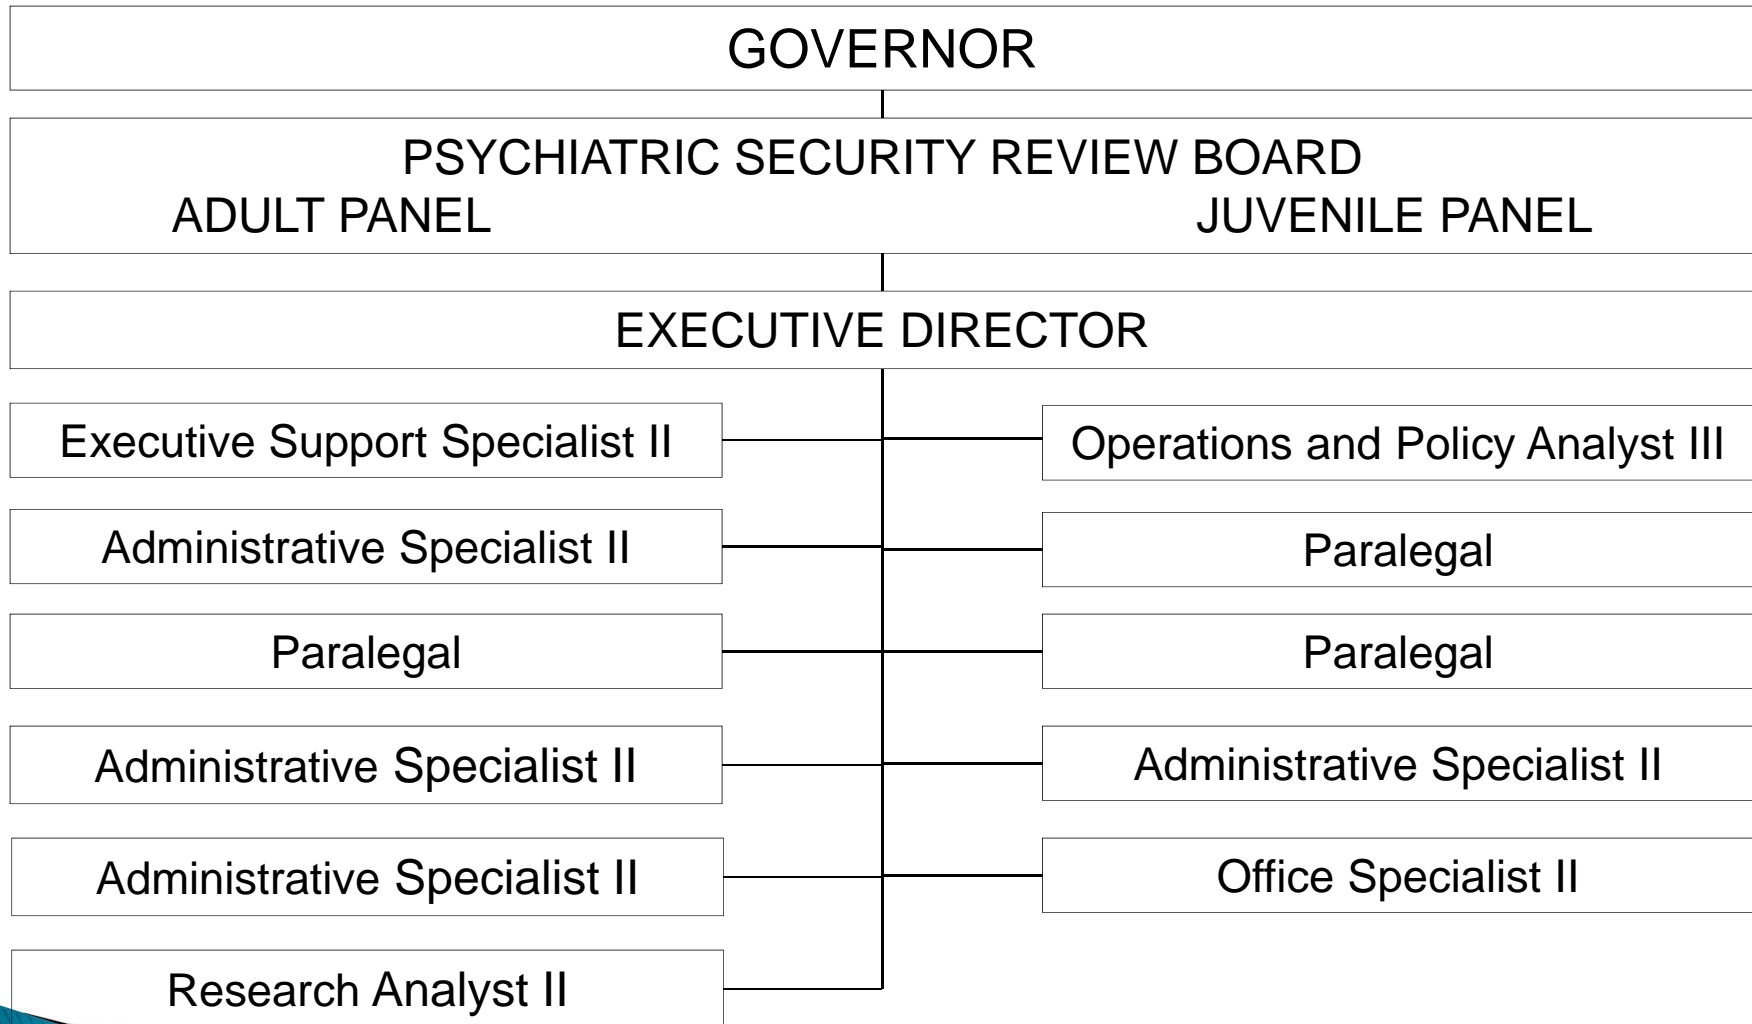 GOVERNOR
PSYCHIATRIC SECURITY REVIEW BOARD
ADULT PANEL JUVENILE PANEL
EXECUTIVE DIRECTOR
Executive Support Specialist II Operations and Policy Analyst III
Administrative Specialist II Paralegal
Paralegal Paralegal
Administrative Specialist II Administrative Specialist II
Administrative Specialist II Office Specialist II
Research Analyst II